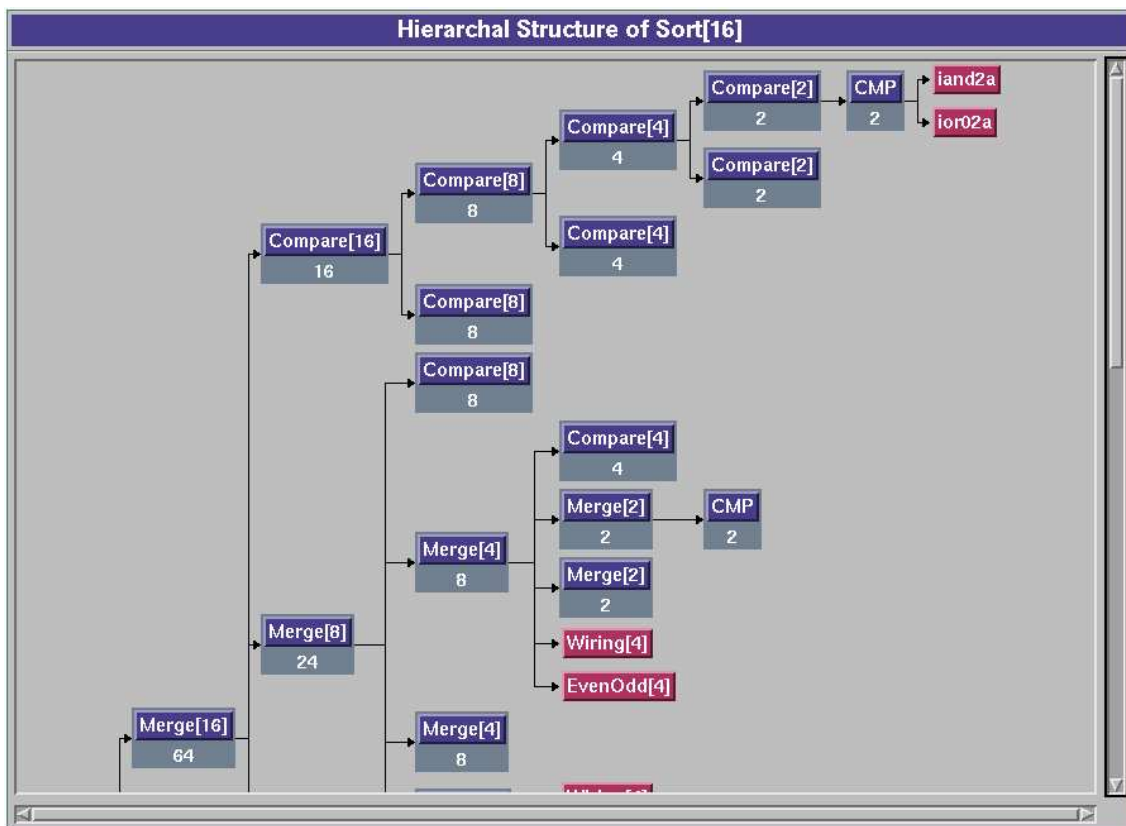 Hierarchal Structure of Sort[16]
iand2a
Compare[2]
2
CMP
2
ior02a
Compare[4]
4
Compare[2]
2
Compare[8]
8
Compare[4]
4
Compare[16]
16
Compare[8]
8
Compare[8]
8
Compare[4]
4
Merge[2]
2
CMP
2
Merge[4]
8
Merge[2]
2
Merge[8]
24
Wiring[4]
EvenOdd[4]
Merge[16]
64
Merge[4]
8